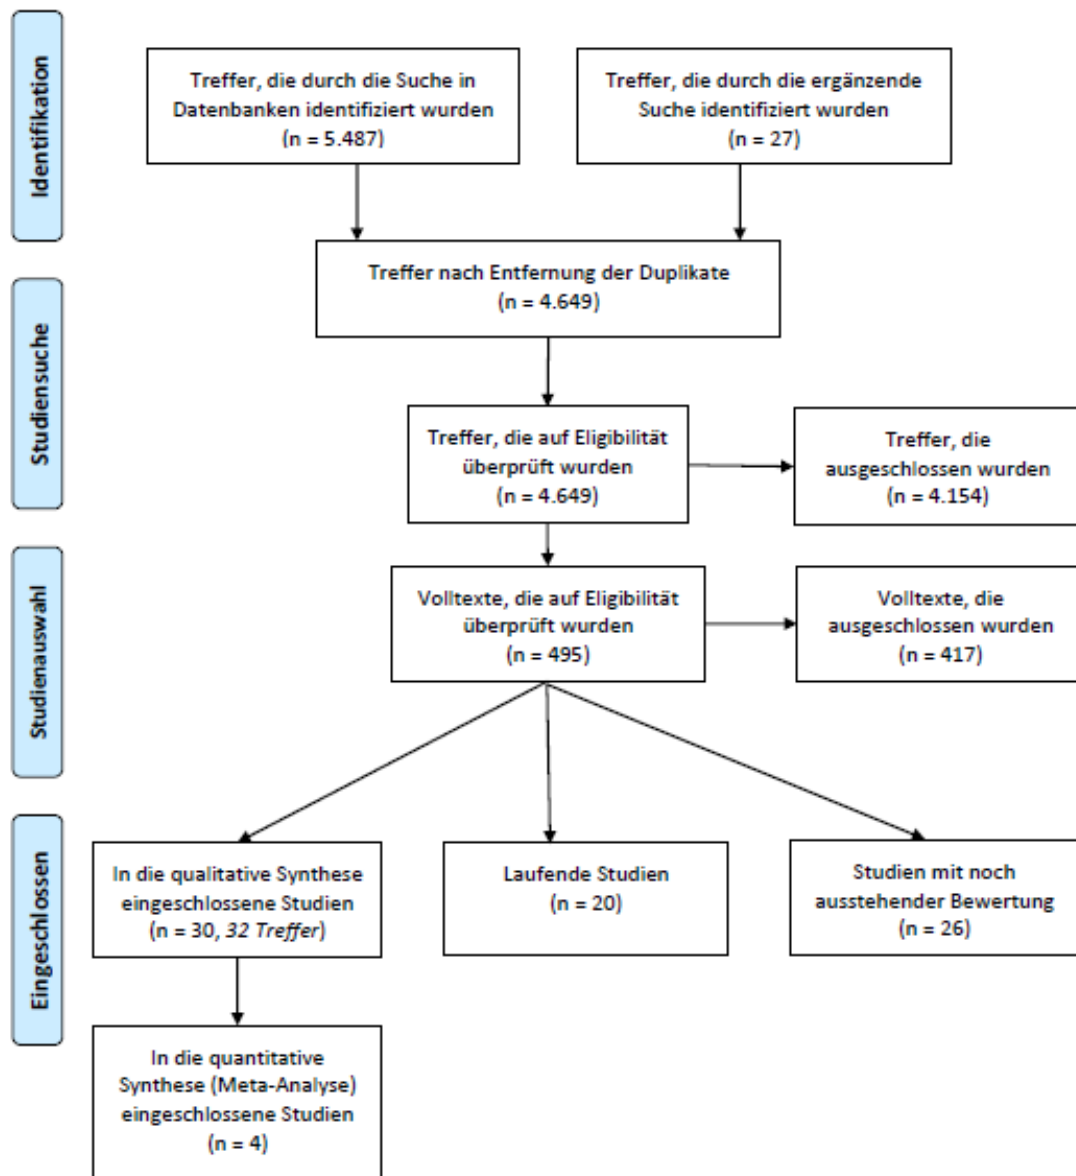 Identifikation
Treffer, die durch die Suche in
Datenbanken identifiziert wurden
(n = 5.487)
Treffer, die durch die ergänzende
Suche identifiziert wurden
(n = 27)
Treffer nach Entfernung der Duplikate
(n = 4.649)
Studiensuche
Treffer, die auf Eligibilität
überprüft wurden
(n = 4.649)
Treffer, die
ausgeschlossen wurden
(n = 4.154)
Studienauswahl
Volltexte, die auf Eligibilität
überprüft wurden
(n = 495)
Volltexte, die
ausgeschlossen wurden
(n = 417)
Eingeschlossen
In die qualitative Synthese
eingeschlossene Studien
(n = 30, 32 Treffer)
Laufende Studien
(n = 20)
Studien mit noch
ausstehender Bewertung
(n = 26)
In die quantitative
Synthese (Meta-Analyse)
eingeschlossene Studien
(n = 4)